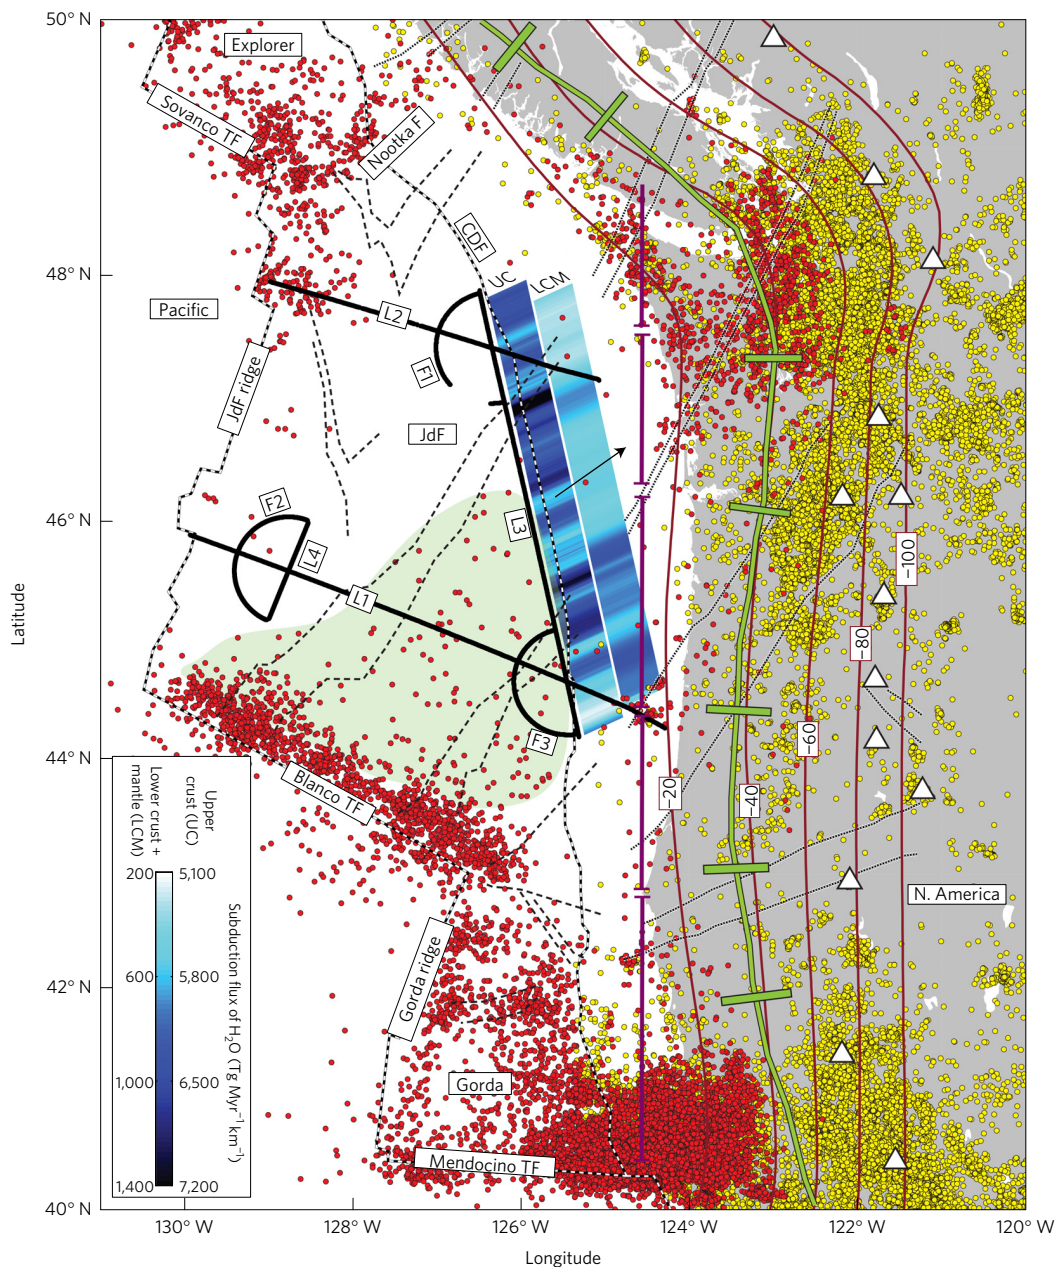 50° N
48° N
46° N
44° N
42° N
40° N
Latitude
130° W
128° W
126° W
124° W
122° W
120° W
Longitude
Explorer
Sovanco TF
Nootka F
CDF
UC
LCM
Pacific
L2
F1
JdF ridge
JdF
F2
L4
L3
L1
F3
Blanco TF
−100
−80
−60
−40
−20
N. America
Gorda ridge
Gorda
Mendocino TF
Lower crust +
mantle (LCM)
Upper
crust (UC)
200
5,100
600
5,800
1,000
6,500
1,400
7,200
Subduction flux of H₂O (Tg Myr⁻¹ km⁻¹)